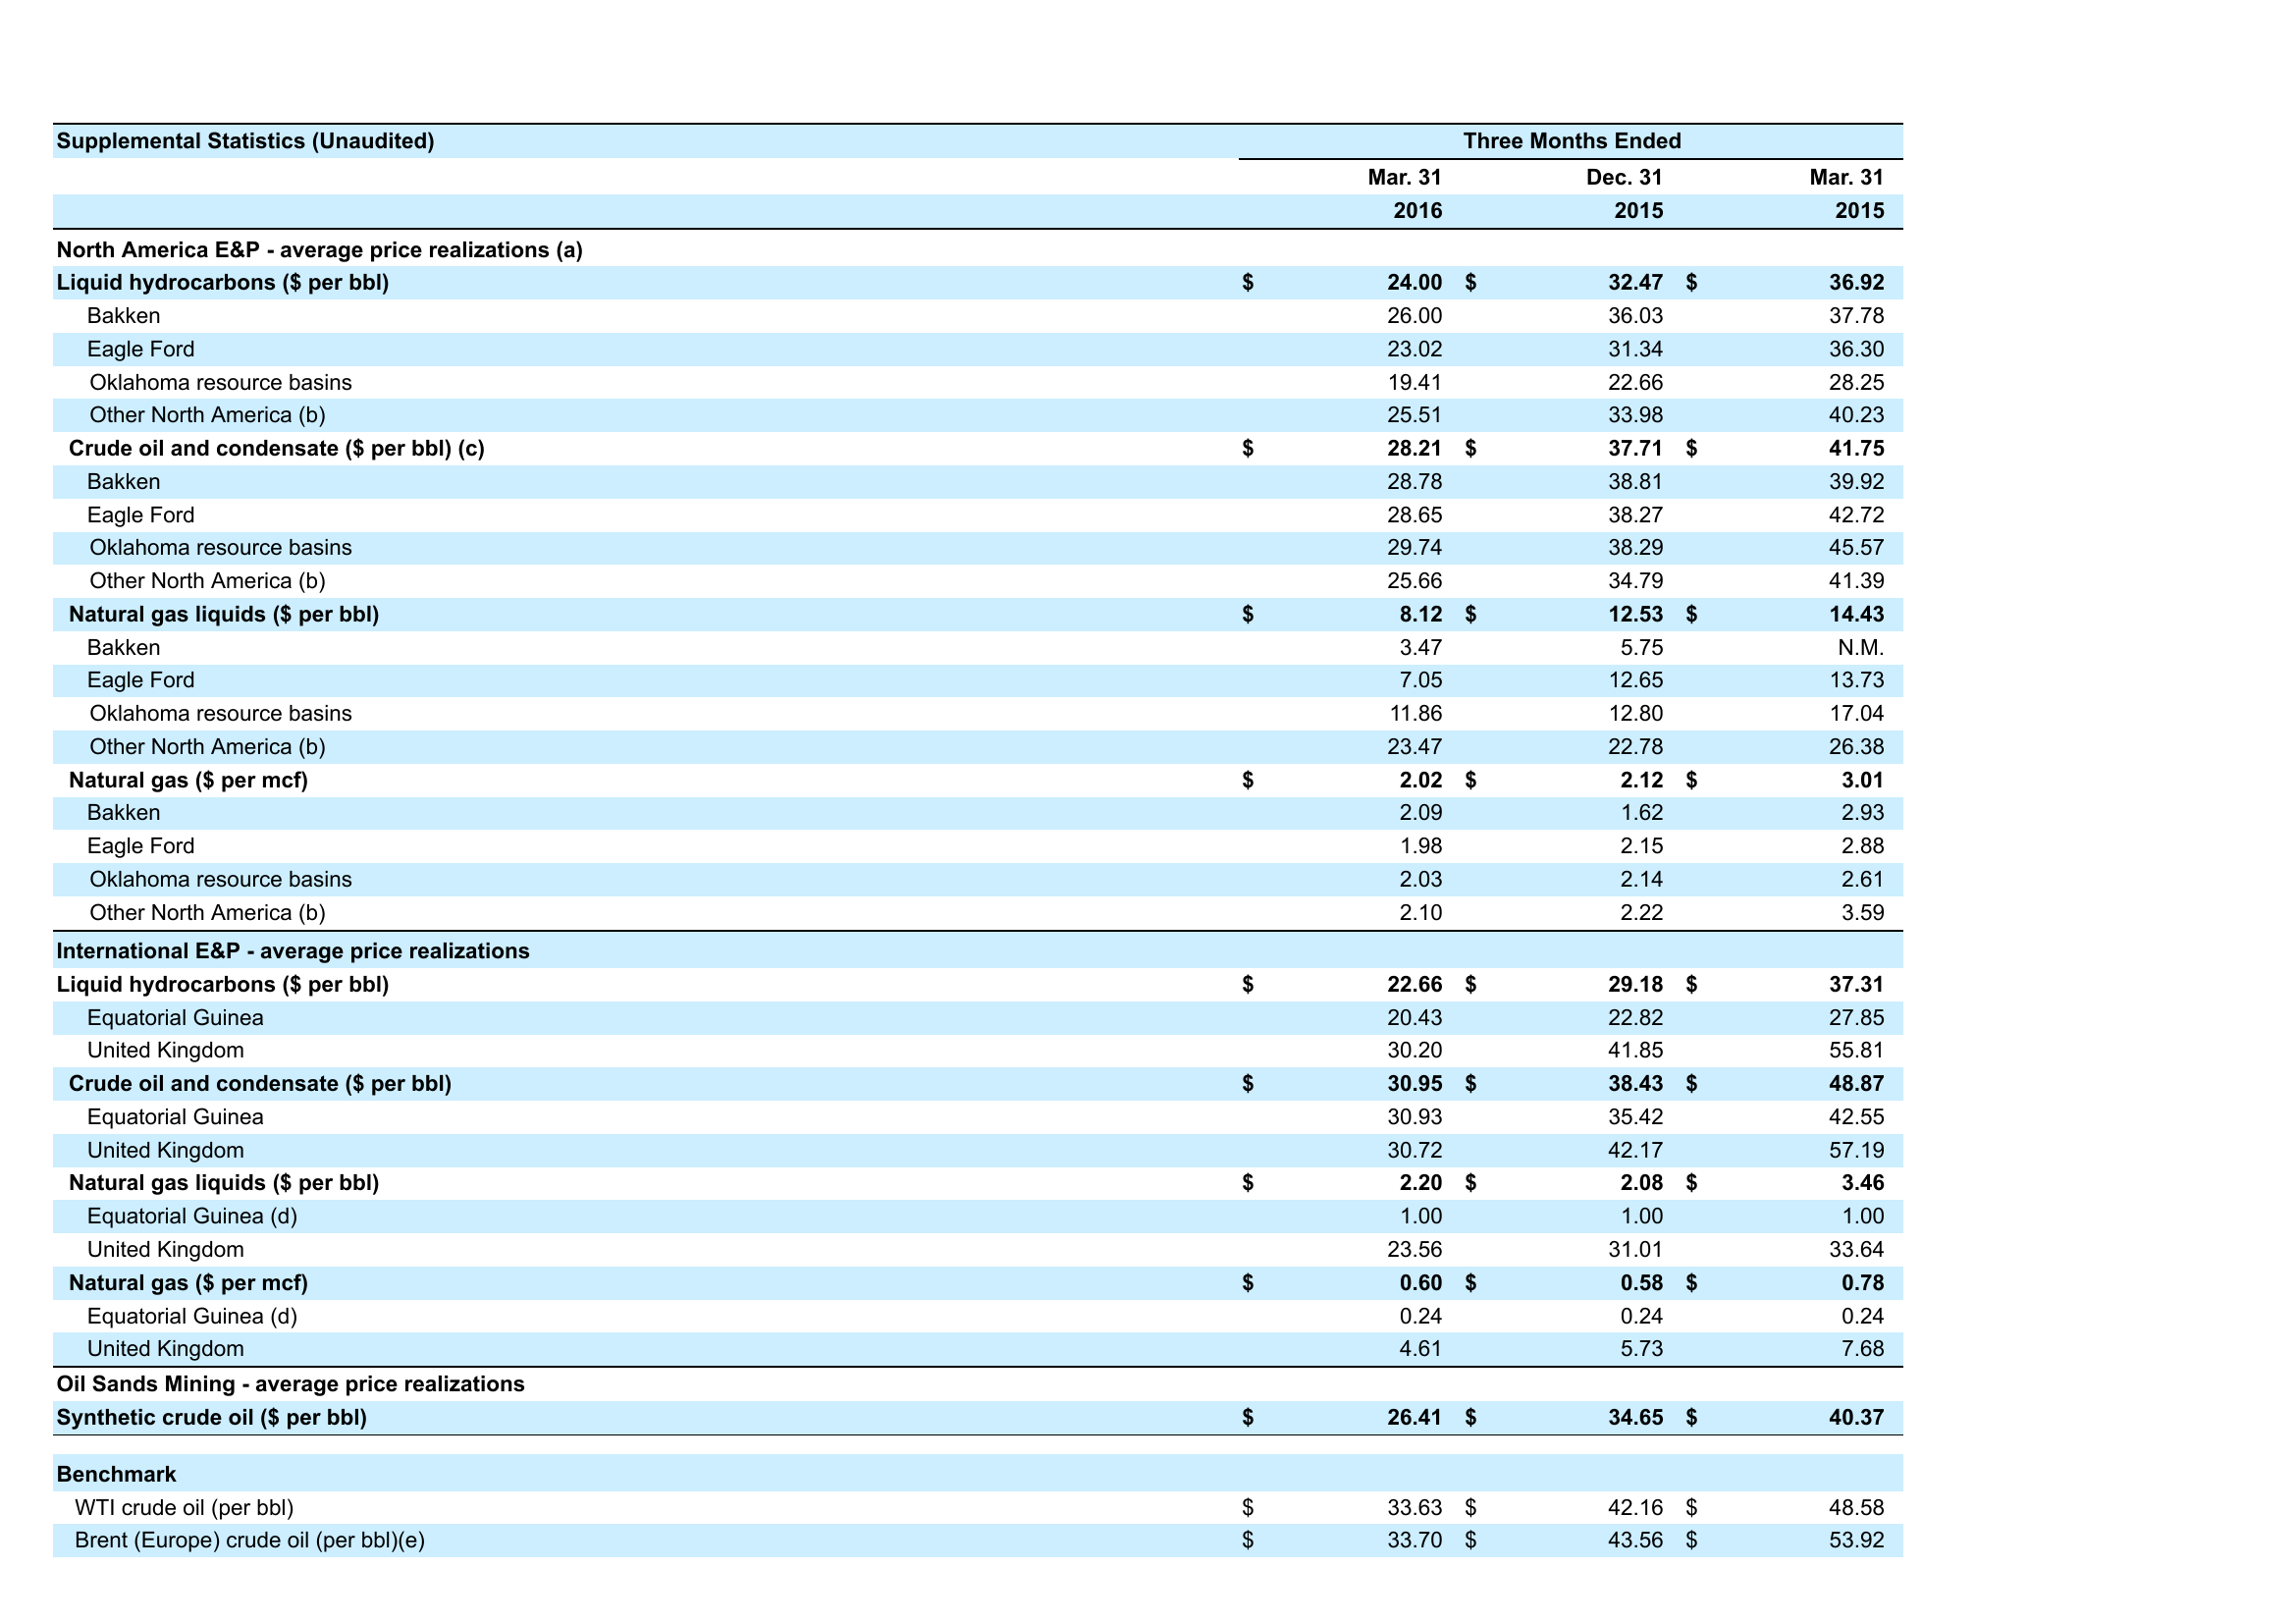 Supplemental Statistics (Unaudited) Three Months Ended
Mar. 31 Dec. 31 Mar. 31
2016 2015 2015
North America E&P - average price realizations (a)
Liquid hydrocarbons ($ per bbl) $ 24.00 $ 32.47 $ 36.92
Bakken 26.00 36.03 37.78
Eagle Ford 23.02 31.34 36.30
Oklahoma resource basins 19.41 22.66 28.25
Other North America (b) 25.51 33.98 40.23
Crude oil and condensate ($ per bbl) (c) $ 28.21 $ 37.71 $ 41.75
Bakken 28.78 38.81 39.92
Eagle Ford 28.65 38.27 42.72
Oklahoma resource basins 29.74 38.29 45.57
Other North America (b) 25.66 34.79 41.39
Natural gas liquids ($ per bbl) $ 8.12 $ 12.53 $ 14.43
Bakken 3.47 5.75 N.M.
Eagle Ford 7.05 12.65 13.73
Oklahoma resource basins 11.86 12.80 17.04
Other North America (b) 23.47 22.78 26.38
Natural gas ($ per mcf) $ 2.02 $ 2.12 $ 3.01
Bakken 2.09 1.62 2.93
Eagle Ford 1.98 2.15 2.88
Oklahoma resource basins 2.03 2.14 2.61
Other North America (b) 2.10 2.22 3.59
International E&P - average price realizations
Liquid hydrocarbons ($ per bbl) $ 22.66 $ 29.18 $ 37.31
Equatorial Guinea 20.43 22.82 27.85
United Kingdom 30.20 41.85 55.81
Crude oil and condensate ($ per bbl) $ 30.95 $ 38.43 $ 48.87
Equatorial Guinea 30.93 35.42 42.55
United Kingdom 30.72 42.17 57.19
Natural gas liquids ($ per bbl) $ 2.20 $ 2.08 $ 3.46
Equatorial Guinea (d) 1.00 1.00 1.00
United Kingdom 23.56 31.01 33.64
Natural gas ($ per mcf) $ 0.60 $ 0.58 $ 0.78
Equatorial Guinea (d) 0.24 0.24 0.24
United Kingdom 4.61 5.73 7.68
Oil Sands Mining - average price realizations
Synthetic crude oil ($ per bbl) $ 26.41 $ 34.65 $ 40.37
Benchmark
WTI crude oil (per bbl) $ 33.63 $ 42.16 $ 48.58
Brent (Europe) crude oil (per bbl)(e) $ 33.70 $ 43.56 $ 53.92